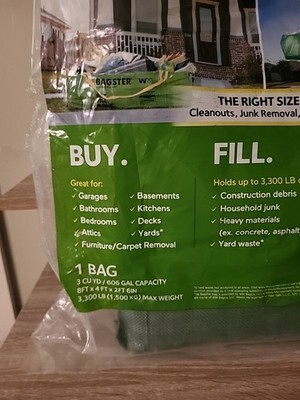 BAGSTER W
THE RIGHT SIZE
Cleanouts, Junk Removal,
BUY.
Great for:
✓ Garages
✓ Bathrooms
✓ Bedrooms
✓ Attics
✓ Furniture/Carpet Removal
✓ Basements
✓ Kitchens
✓ Decks
✓ Yards*
1 BAG
3 CU YD / 606 GAL CAPACITY
8FT x 4 FT x 2FT 6IN
3,300 LB (1,500 KG) MAX WEIGHT
FILL.
Holds up to 3,300 LB
✓ Construction debris
✓ Household junk
✓ Heavy materials
(ex. concrete, asphalt
✓ Yard waste*